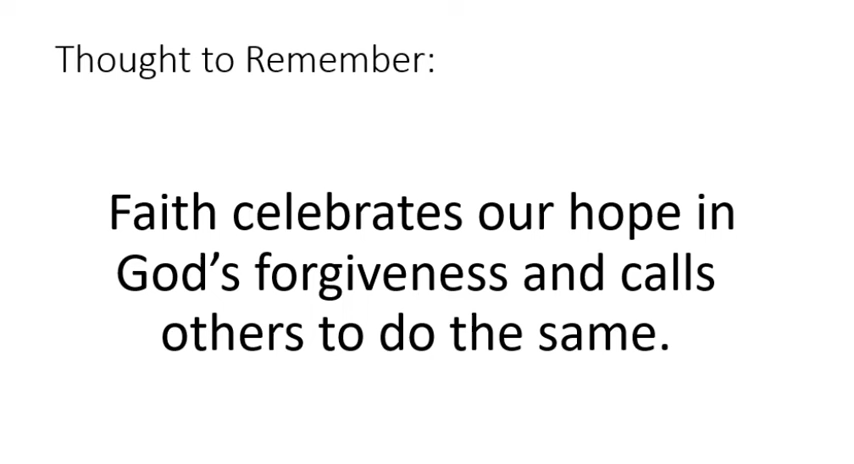 Thought to Remember:
Faith celebrates our hope in
God’s forgiveness and calls
others to do the same.